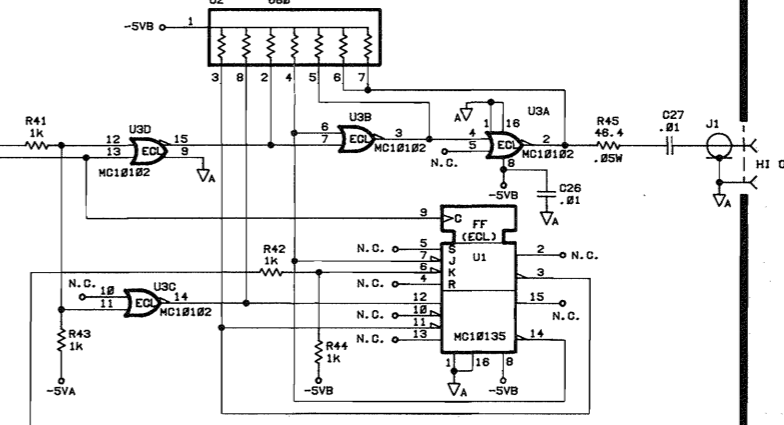 U2 680
-5VB 1
3 8 2 4 5 6 7
R41
1k
12 U3D 15
13 ECL 9
MC10102
A
U3B
6 ECL 3
7 MC10102
A U3A
1 16
4 ECL 2
5 MC10102
N.C.
8
-5VB
C26
.01
A
R45
46.4
.05W
C27
.01
J1
HI O
A
9 >C
FF
(ECL)
U1
N.C. 5 S 2 N.C.
7 J
6 K 3
N.C. 4 R
R42
1k
N.C. 10 U3C
11 ECL 14
MC10102
12 15 N.C.
N.C. 10
11
N.C. 13 MC10135 14
1 16 8
A -5VB
R43
1k
-5VA
R44
1k
-5VB